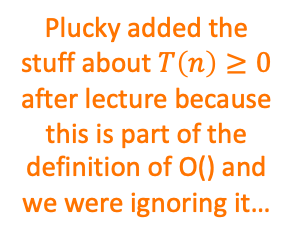 Plucky added the
stuff about T(n) ≥ 0
after lecture because
this is part of the
definition of O() and
we were ignoring it...